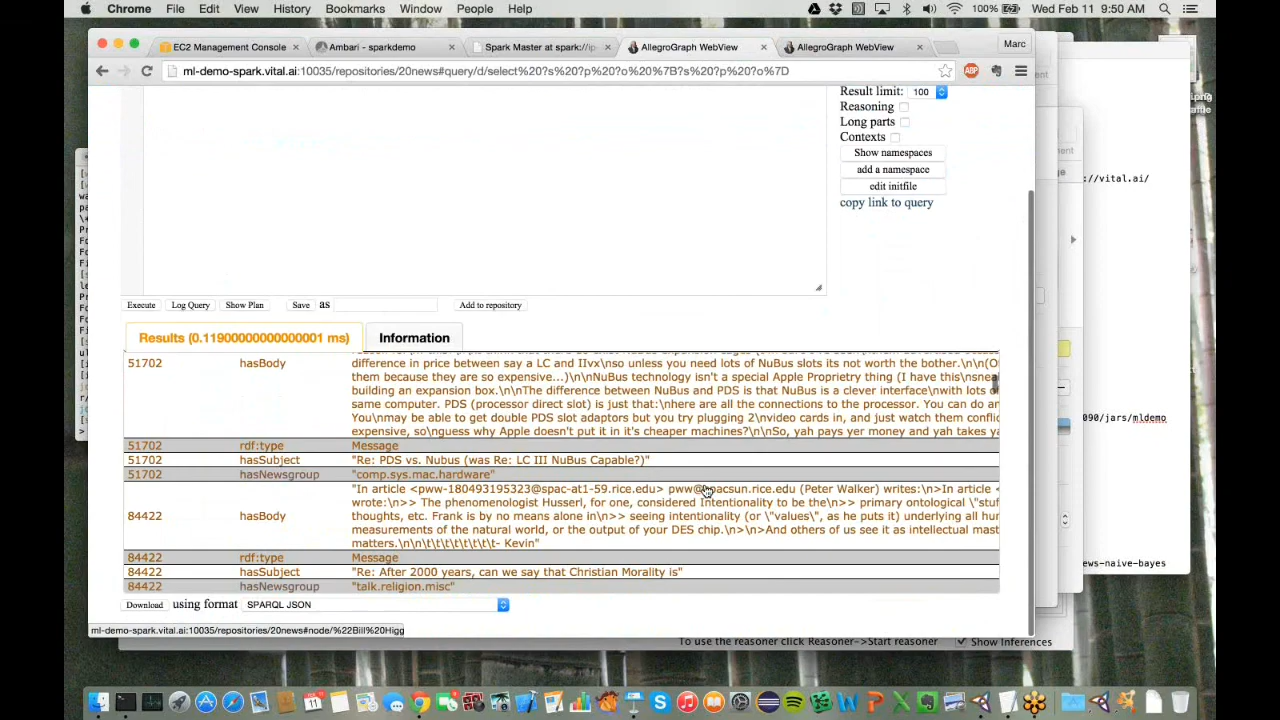 Chrome File Edit View History Bookmarks Window People Help 100% Wed Feb 11 9:50 AM
EC2 Management Console Ambari - sparkdemo Spark Master at spark://ip- AllegroGraph WebView AllegroGraph WebView Marc
ml-demo-spark.vital.ai:10035/repositories/20news#query/d/select%20?s%20?p%20?o%20%7B?s%20?p%20?o%7D
Result limit: 100
Reasoning
Long parts
Contexts
Show namespaces
add a namespace
edit initfile
copy link to query
://vital.ai/
Execute Log Query Show Plan Save as Add to repository
Results (0.11900000000000001 ms) Information
51702 hasBody
difference in price between say a LC and IIvx\nso unless you need lots of NuBus slots its not worth the bother.\n\n(O
them because they are so expensive...)\n\nNuBus technology isn't a special Apple Proprietry thing (I have this\nsnea
building an expansion box.\n\nThe difference between NuBus and PDS is that NuBus is a clever interface\nwith lots o
same computer. PDS (processor direct slot) is just that:\nhere are all the connections to the processor. You can do an
You\nmay be able to get double PDS slot adaptors but you try plugging 2\nvideo cards in, and just watch them conflic
expensive, so\nguess why Apple doesn't put it in it's cheaper machines?\n\nSo, yah pays yer money and yah takes ya
090/jars/mldemo
51702 rdf:type Message
51702 hasSubject "Re: PDS vs. Nubus (was Re: LC III NuBus Capable?)"
51702 hasNewsgroup "comp.sys.mac.hardware"
84422 hasBody
"In article <pww-180493195323@spac-at1-59.rice.edu> pww@spacsun.rice.edu (Peter Walker) writes:\n>In article <
wrote:\n>> The phenomenologist Husserl, for one, considered Intentionality to be the\n>> primary ontological \"stuf
thoughts, etc. Frank is by no means alone in\n>> seeing intentionality (or \"values\", as he puts it) underlying all hum
measurements of the natural world, or the output of your DES chip.\n>\n>And others of us see it as intellectual mast
matters.\n\n\t\t\t\t\t\t\t- Kevin"
84422 rdf:type Message
ews-naive-bayes
84422 hasSubject "Re: After 2000 years, can we say that Christian Morality is"
84422 hasNewsgroup "talk.religion.misc"
Download using format SPARQL JSON
ml-demo-spark.vital.ai:10035/repositories/20news#node/%22Bill%20Higg
To use the reasoner click Reasoner->Start reasoner Show Inferences